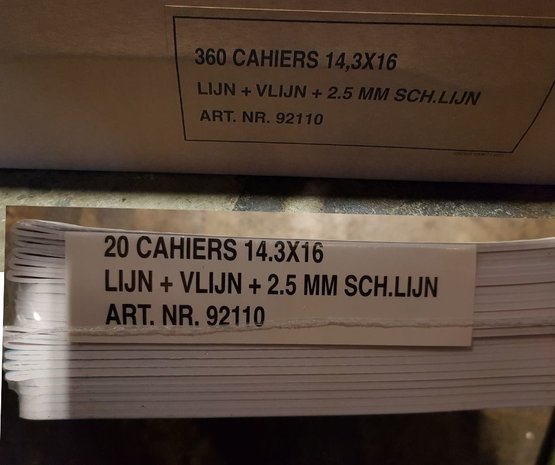 360 CAHIERS 14,3X16
LIJN + VLIJN + 2.5 MM SCH.LIJN
ART. NR. 92110
20 CAHIERS 14.3X16
LIJN + VLIJN + 2.5 MM SCH.LIJN
ART. NR. 92110